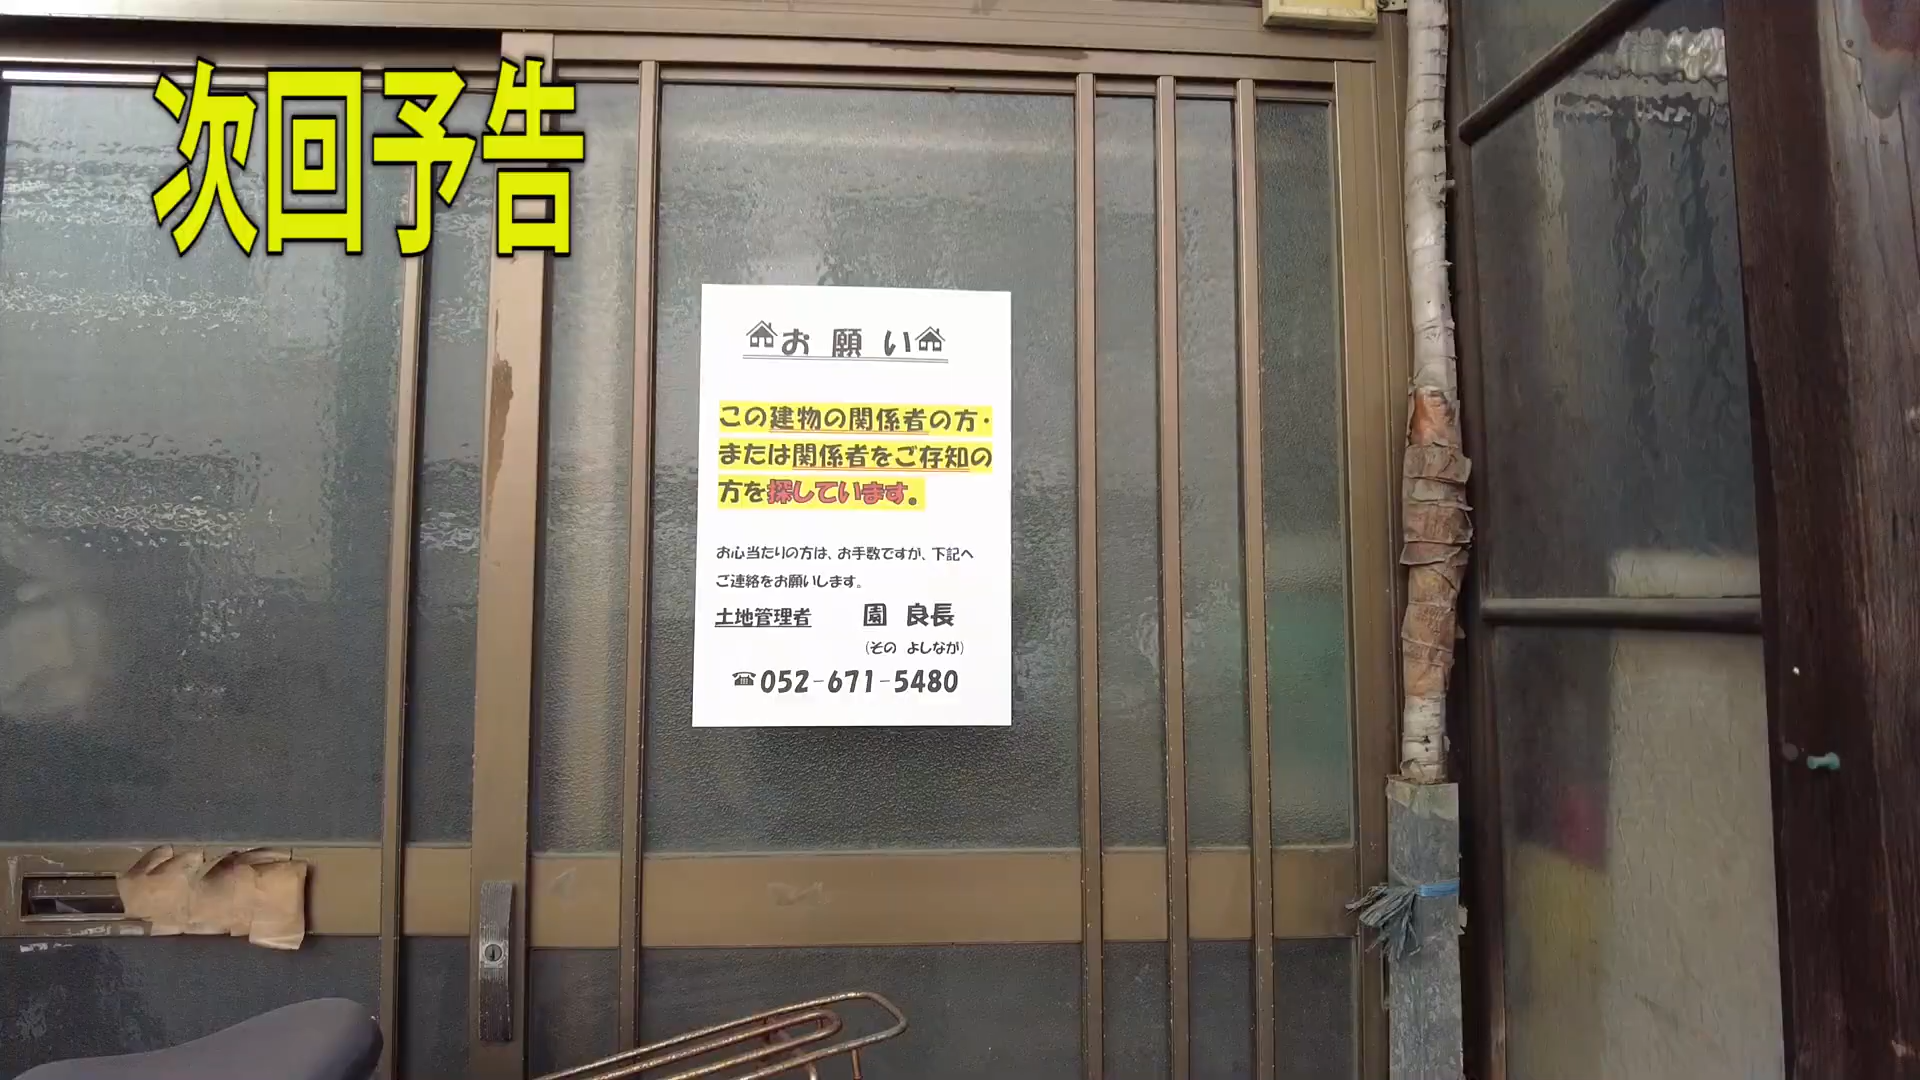 次回予告
お願い
この建物の関係者の方・
または関係者をご存知の
方を探しています。
お心当たりの方は、お手数ですが、下記へ
ご連絡をお願いします。
土地管理者 園 良長
(その よしなが)
☎052-671-5480